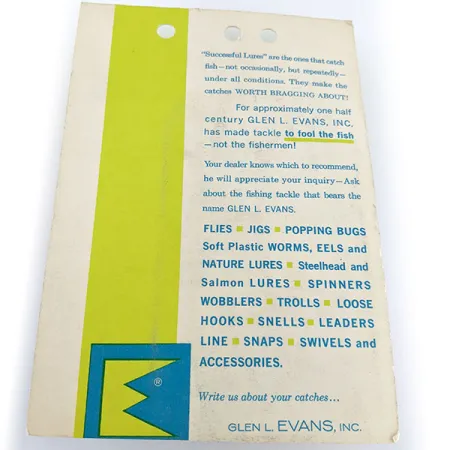 "Successful Lures" are the ones that catch
fish—not occasionally, but repeatedly—
under all conditions. They make the
catches WORTH BRAGGING ABOUT!
For approximately one half
century GLEN L. EVANS, INC.
has made tackle to fool the fish
—not the fishermen!
Your dealer knows which to recommend,
he will appreciate your inquiry—Ask
about the fishing tackle that bears the
name GLEN L. EVANS.
FLIES ▪ JIGS ▪ POPPING BUGS
Soft Plastic WORMS, EELS and
NATURE LURES ▪ Steelhead and
Salmon LURES ▪ SPINNERS
WOBBLERS ▪ TROLLS ▪ LOOSE
HOOKS ▪ SNELLS ▪ LEADERS
LINE ▪ SNAPS ▪ SWIVELS and
ACCESSORIES.
®
Write us about your catches...
GLEN L. EVANS, INC.